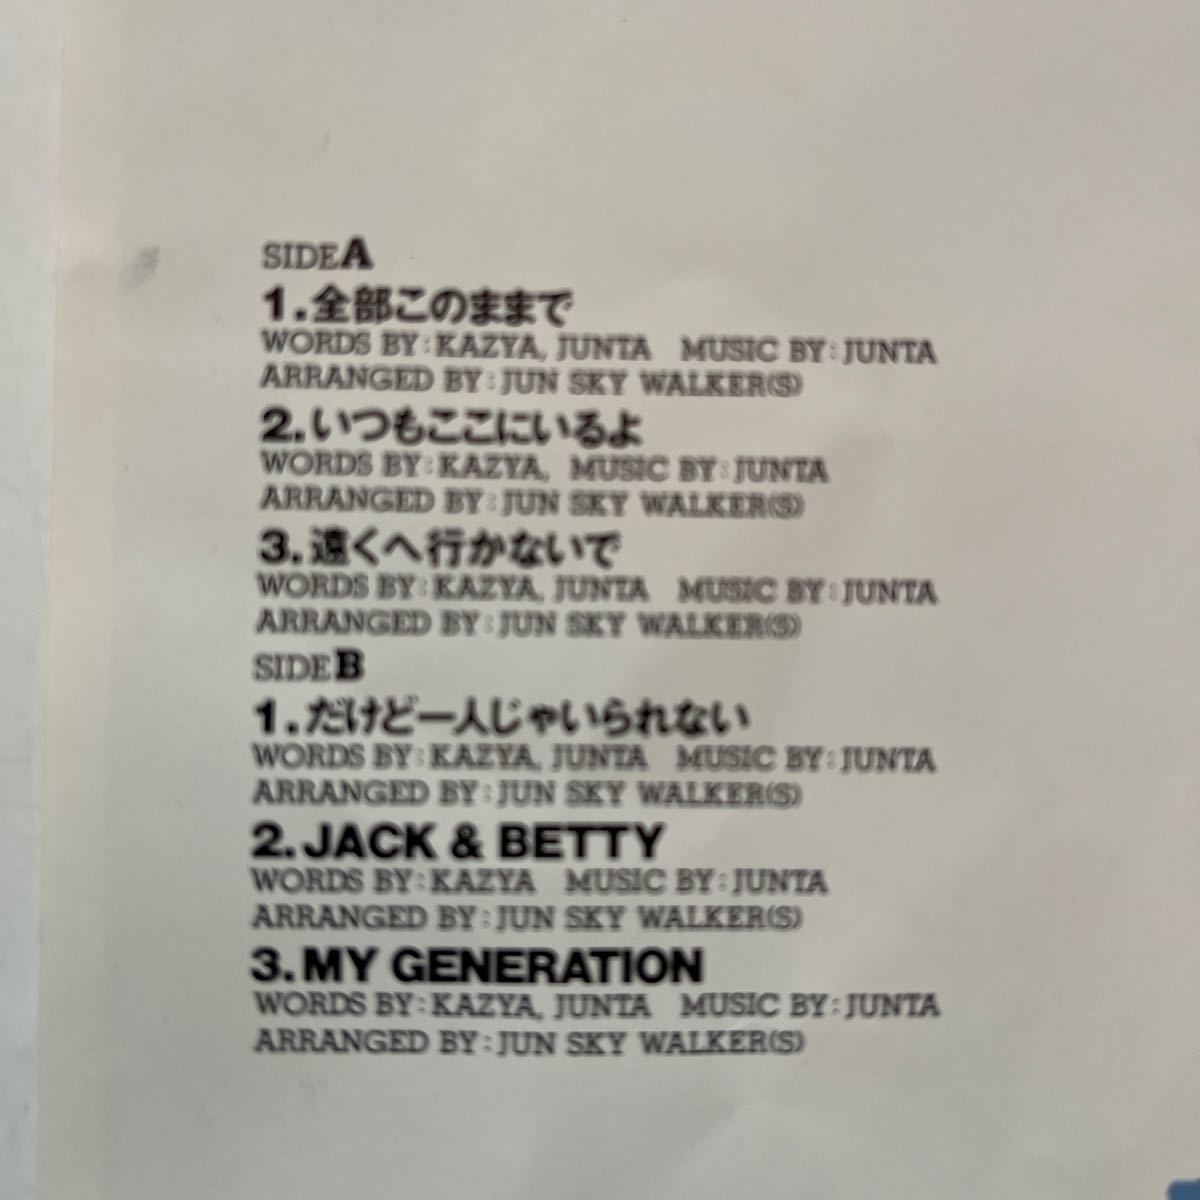 SIDE A
1.全部このままで
WORDS BY:KAZYA, JUNTA MUSIC BY:JUNTA
ARRANGED BY:JUN SKY WALKER(S)
2.いつもここにいるよ
WORDS BY:KAZYA, MUSIC BY:JUNTA
ARRANGED BY:JUN SKY WALKER(S)
3.遠くへ行かないで
WORDS BY:KAZYA, JUNTA MUSIC BY:JUNTA
ARRANGED BY:JUN SKY WALKER(S)
SIDE B
1.だけど一人じゃいられない
WORDS BY:KAZYA, JUNTA MUSIC BY:JUNTA
ARRANGED BY:JUN SKY WALKER(S)
2.JACK & BETTY
WORDS BY:KAZYA MUSIC BY:JUNTA
ARRANGED BY:JUN SKY WALKER(S)
3.MY GENERATION
WORDS BY:KAZYA, JUNTA MUSIC BY:JUNTA
ARRANGED BY:JUN SKY WALKER(S)